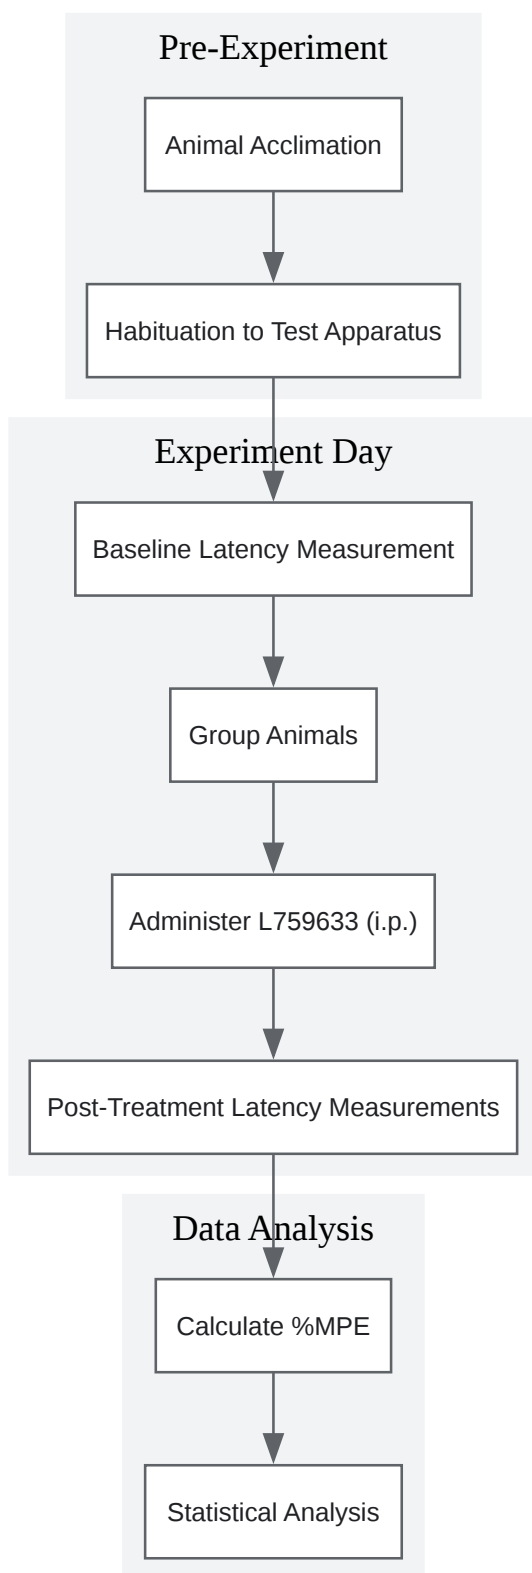 Pre-Experiment
Animal Acclimation
Habituation to Test Apparatus
Experiment Day
Baseline Latency Measurement
Group Animals
Administer L759633 (i.p.)
Post-Treatment Latency Measurements
Data Analysis
Calculate %MPE
Statistical Analysis